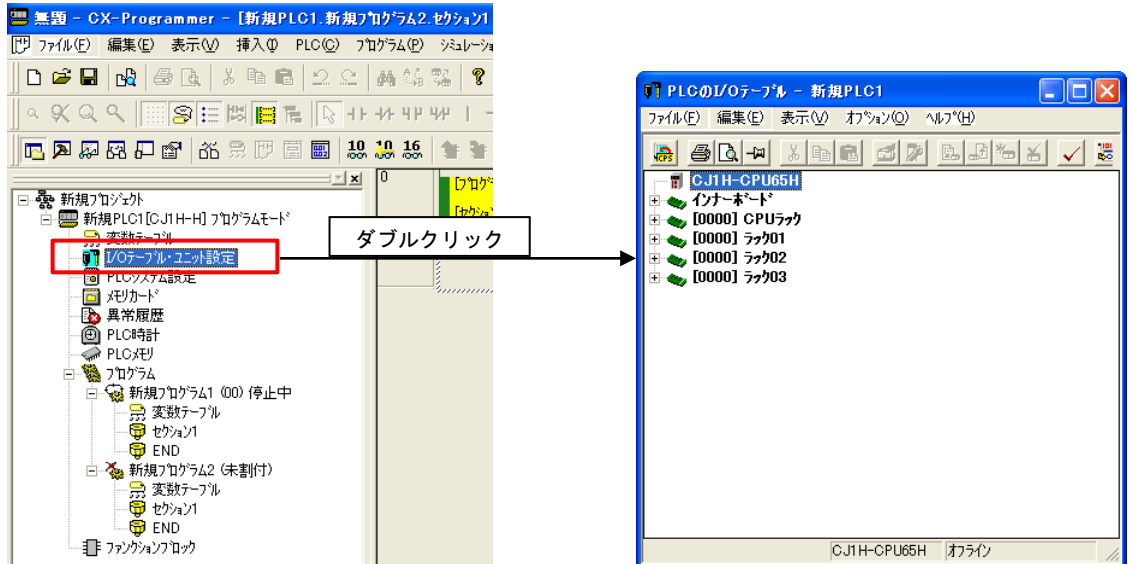 無題 - CX-Programmer - [新規PLC1.新規ﾌﾟﾛｸﾞﾗﾑ2.ｾｸｼｮﾝ1
ﾌｧｲﾙ(F) 編集(E) 表示(V) 挿入(I) PLC(C) ﾌﾟﾛｸﾞﾗﾑ(P) ｼﾐｭﾚｰｼｮ
10 10 16
新規ﾌﾟﾛｼﾞｪｸﾄ
新規PLC1[CJ1H-H] ﾌﾟﾛｸﾞﾗﾑﾓｰﾄﾞ
変数ﾃｰﾌﾞﾙ
I/Oﾃｰﾌﾞﾙ･ﾕﾆｯﾄ設定
PLCｼｽﾃﾑ設定
ﾒﾓﾘｶｰﾄﾞ
異常履歴
PLC時計
PLCﾒﾓﾘ
ﾌﾟﾛｸﾞﾗﾑ
新規ﾌﾟﾛｸﾞﾗﾑ1 (00) 停止中
変数ﾃｰﾌﾞﾙ
ｾｸｼｮﾝ1
END
新規ﾌﾟﾛｸﾞﾗﾑ2 (未割付)
変数ﾃｰﾌﾞﾙ
ｾｸｼｮﾝ1
END
ﾌｧﾝｸｼｮﾝﾌﾞﾛｯｸ
0
[ﾌﾟﾛｸﾞ
[ｾｸｼｮ
ダブルクリック
PLCのI/Oﾃｰﾌﾞﾙ - 新規PLC1
ﾌｧｲﾙ(F) 編集(E) 表示(V) ｵﾌﾟｼｮﾝ(O) ﾍﾙﾌﾟ(H)
CJ1H-CPU65H
ｲﾝﾅｰﾎﾞｰﾄﾞ
[0000] CPUﾗｯｸ
[0000] ﾗｯｸ01
[0000] ﾗｯｸ02
[0000] ﾗｯｸ03
CJ1H-CPU65H ｵﾌﾗｲﾝ